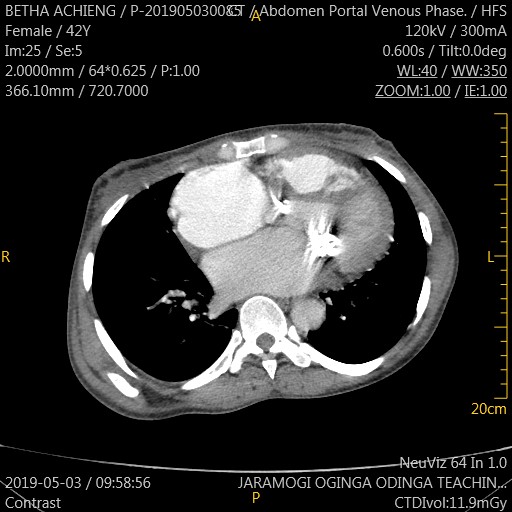 BETHA ACHIENG / P-201905030085
CT / Abdomen Portal Venous Phase. / HFS
A
Female / 42Y
120kV / 300mA
Im:25 / Se:5
0.600s / Tilt:0.0deg
2.0000mm / 64*0.625 / P:1.00
WL:40 / WW:350
366.10mm / 720.7000
ZOOM:1.00 / IE:1.00
R
L
20cm
NeuViz 64 In 1.0
2019-05-03 / 09:58:56
JARAMOGI OGINGA ODINGA TEACHIN...
P
Contrast
CTDIvol:11.9mGy